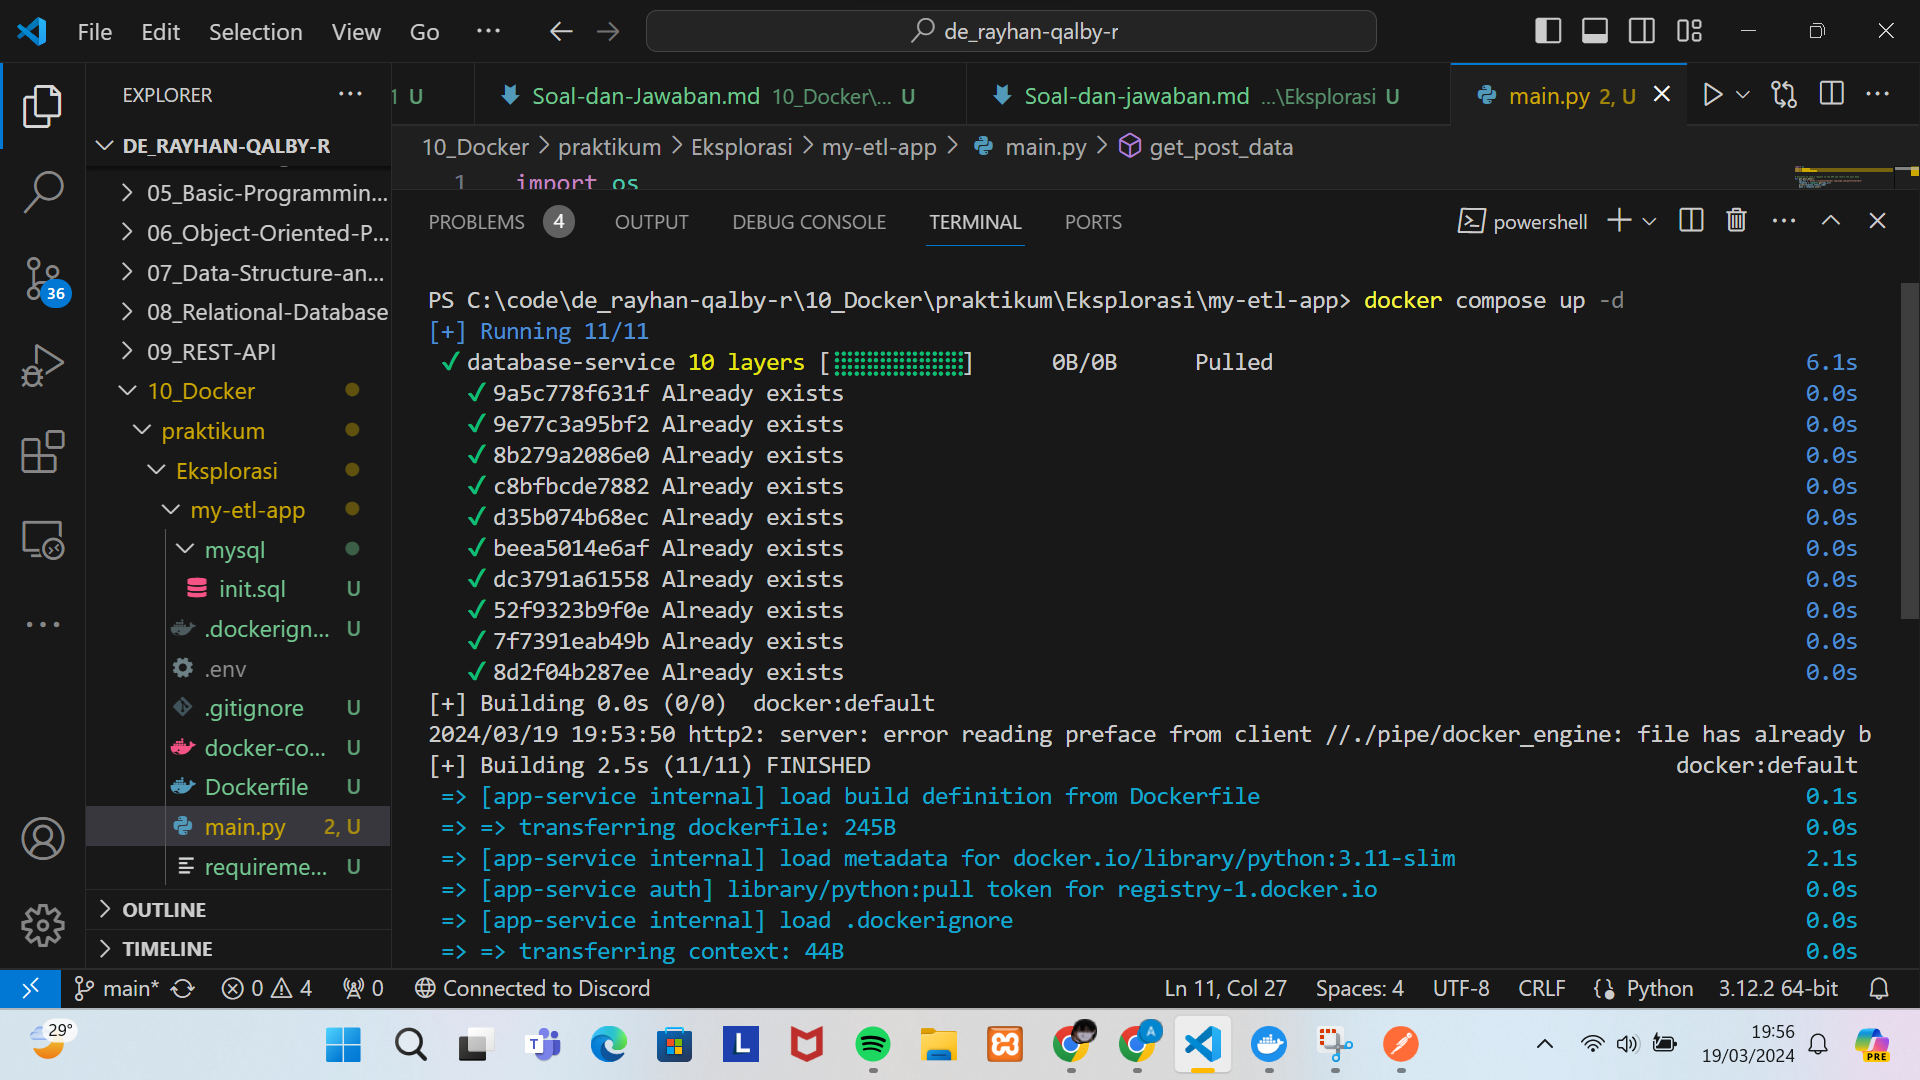 File Edit Selection View Go ··· de_rayhan-qalby-r
EXPLORER ···
1 U Soal-dan-Jawaban.md 10_Docker\... U Soal-dan-jawaban.md ...\Eksplorasi U main.py 2, U
10_Docker > praktikum > Eksplorasi > my-etl-app > main.py > get_post_data
1 import os
DE_RAYHAN-QALBY-R
05_Basic-Programmin...
06_Object-Oriented-P...
07_Data-Structure-an...
08_Relational-Database
09_REST-API
10_Docker
praktikum
Eksplorasi
my-etl-app
mysql
init.sql U
.dockerign... U
.env
.gitignore U
docker-co... U
Dockerfile U
main.py 2, U
requireme... U
OUTLINE
TIMELINE
36
PROBLEMS 4 OUTPUT DEBUG CONSOLE TERMINAL PORTS powershell
PS C:\code\de_rayhan-qalby-r\10_Docker\praktikum\Eksplorasi\my-etl-app> docker compose up -d
[+] Running 11/11
✓ database-service 10 layers [⣿⣿⣿⣿⣿⣿⣿⣿⣿⣿] 0B/0B Pulled 6.1s
✓ 9a5c778f631f Already exists 0.0s
✓ 9e77c3a95bf2 Already exists 0.0s
✓ 8b279a2086e0 Already exists 0.0s
✓ c8bfbcde7882 Already exists 0.0s
✓ d35b074b68ec Already exists 0.0s
✓ beea5014e6af Already exists 0.0s
✓ dc3791a61558 Already exists 0.0s
✓ 52f9323b9f0e Already exists 0.0s
✓ 7f7391eab49b Already exists 0.0s
✓ 8d2f04b287ee Already exists 0.0s
[+] Building 0.0s (0/0) docker:default
2024/03/19 19:53:50 http2: server: error reading preface from client //./pipe/docker_engine: file has already b
[+] Building 2.5s (11/11) FINISHED docker:default
=> [app-service internal] load build definition from Dockerfile 0.1s
=> => transferring dockerfile: 245B 0.0s
=> [app-service internal] load metadata for docker.io/library/python:3.11-slim 2.1s
=> [app-service auth] library/python:pull token for registry-1.docker.io 0.0s
=> [app-service internal] load .dockerignore 0.0s
=> => transferring context: 44B 0.0s
main* 0 4 0 Connected to Discord Ln 11, Col 27 Spaces: 4 UTF-8 CRLF Python 3.12.2 64-bit
29° T L A 19:56
19/03/2024 PRE